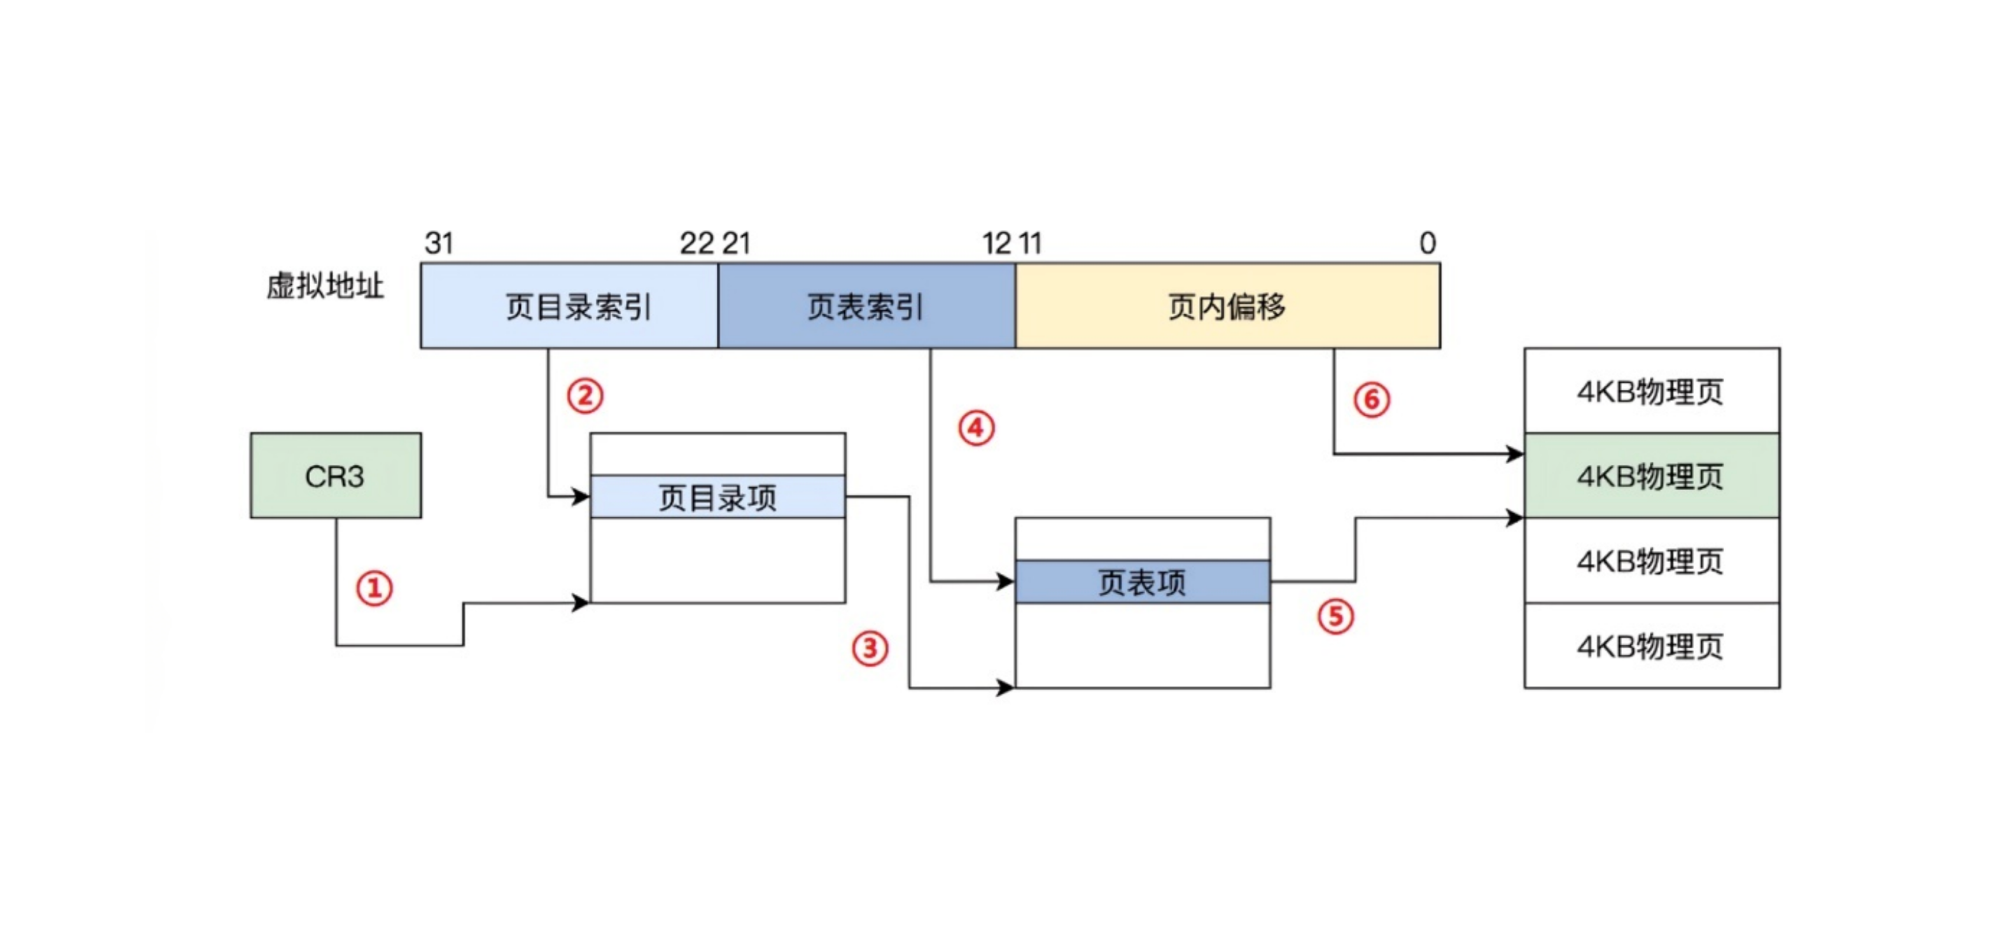 31 22 21 12 11 0
虚拟地址 页目录索引 页表索引 页内偏移
② ⑥ 4KB物理页
④
CR3 页目录项 4KB物理页
① 页表项 4KB物理页
⑤
③ 4KB物理页